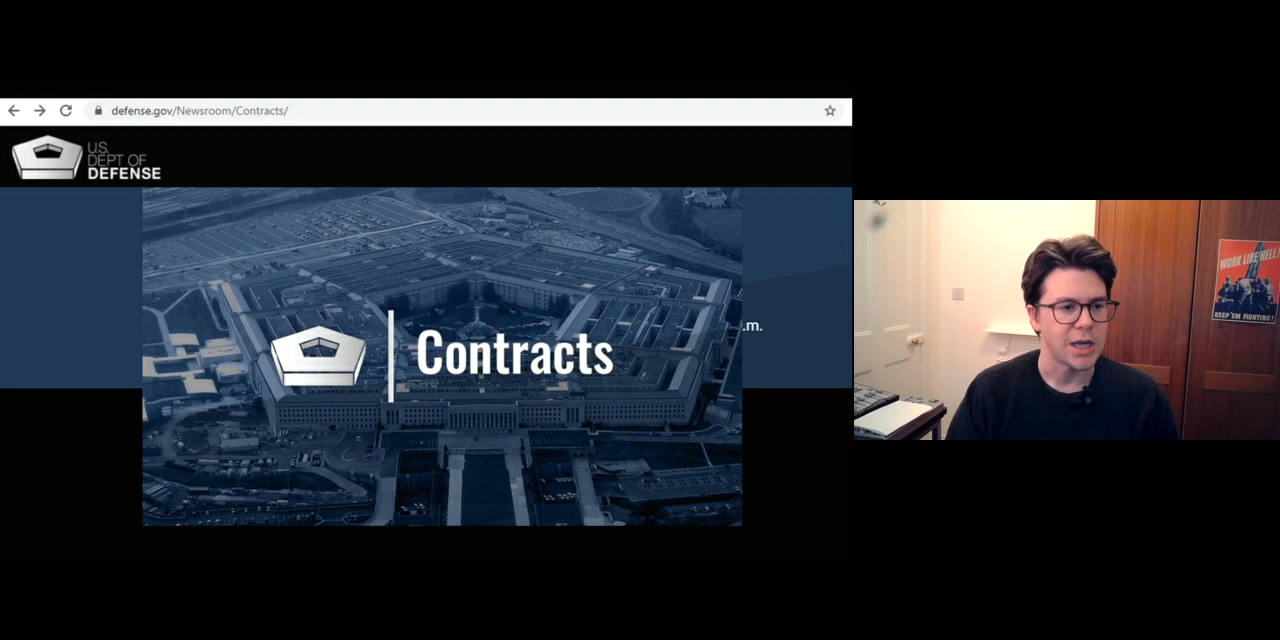 defense.gov/Newsroom/Contracts/
U.S.
DEPT OF
DEFENSE
.m.
Contracts
WORK LIKE HELL!
KEEP 'EM FIGHTING!